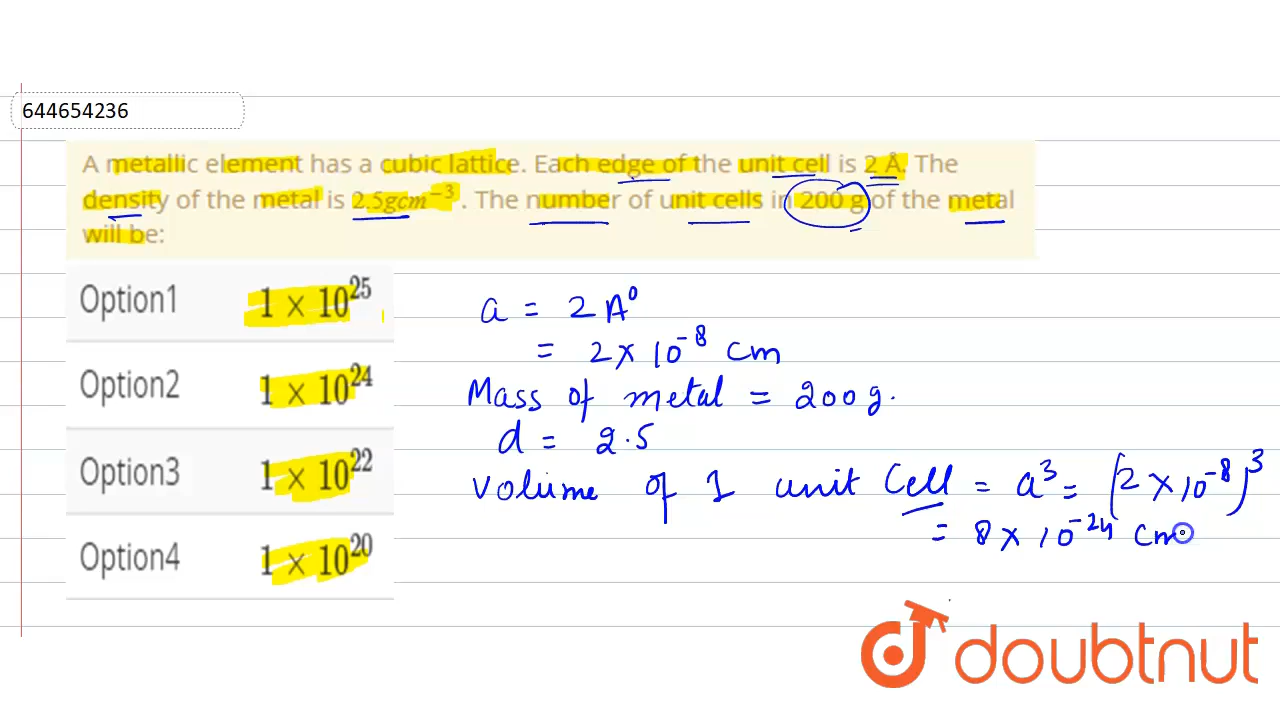 644654236
A metallic element has a cubic lattice. Each edge of the unit cell is 2 Å. The
density of the metal is 2.5gcm⁻³ . The number of unit cells in 200 g of the metal
will be:
Option1 1 × 10²⁵
Option2 1 × 10²⁴
Option3 1 × 10²²
Option4 1 × 10²⁰
a = 2 A⁰
= 2 × 10⁻⁸ cm
Mass of metal = 200g.
d = 2.5
Volume of 1 unit Cell = a³ = (2 × 10⁻⁸)³
= 8 × 10⁻²⁴ cm
doubtnut